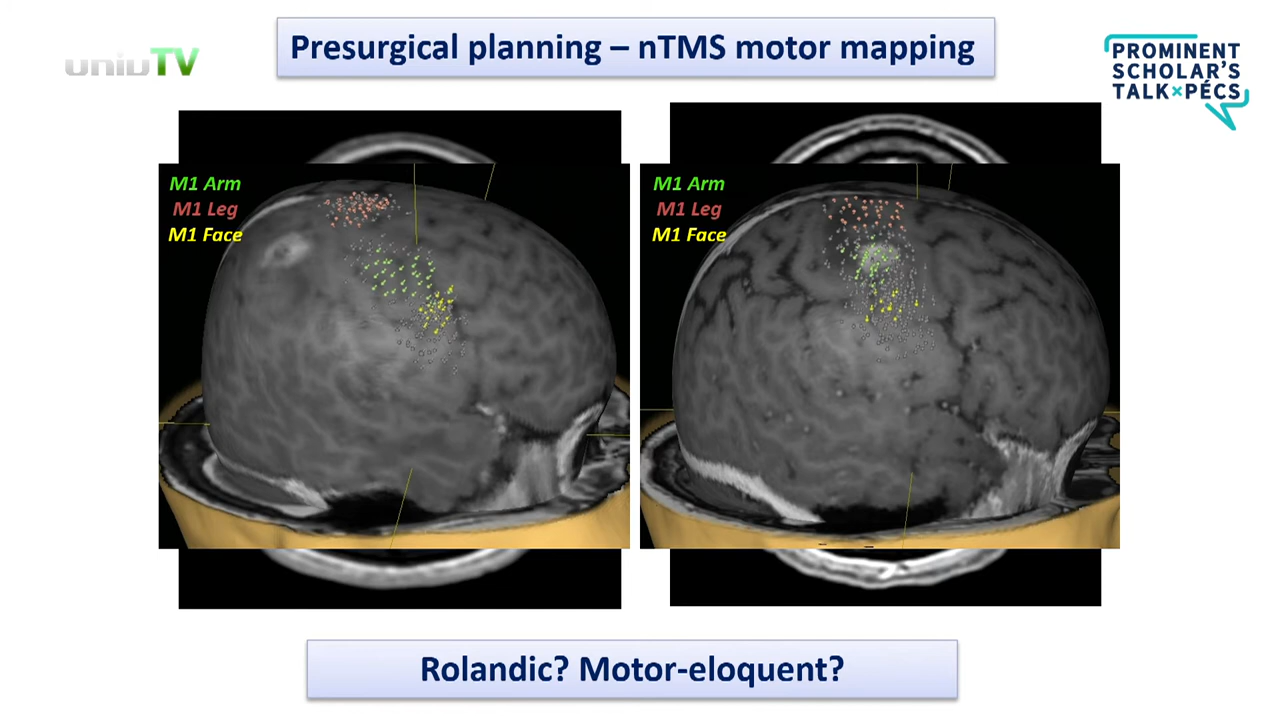 Presurgical planning – nTMS motor mapping
uniuTV
PROMINENT
SCHOLAR'S
TALK×PÉCS
M1 Arm
M1 Leg
M1 Face
M1 Arm
M1 Leg
M1 Face
Rolandic? Motor-eloquent?